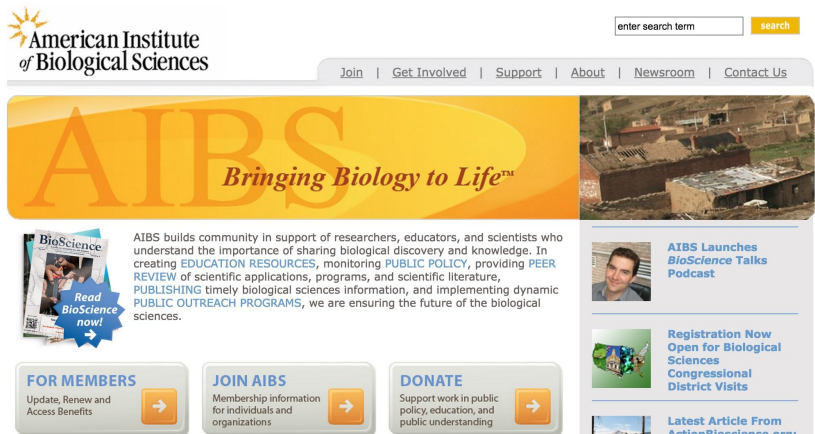 American Institute
of Biological Sciences
enter search term
search
Join | Get Involved | Support | About | Newsroom | Contact Us
AIBS
Bringing Biology to Life™
BioScience
Read
BioScience
now!
AIBS builds community in support of researchers, educators, and scientists who
understand the importance of sharing biological discovery and knowledge. In
creating EDUCATION RESOURCES, monitoring PUBLIC POLICY, providing PEER
REVIEW of scientific applications, programs, and scientific literature,
PUBLISHING timely biological sciences information, and implementing dynamic
PUBLIC OUTREACH PROGRAMS, we are ensuring the future of the biological
sciences.
AIBS Launches
BioScience Talks
Podcast
Registration Now
Open for Biological
Sciences
Congressional
District Visits
Latest Article From
ActionBioscience.org:
FOR MEMBERS
Update, Renew and
Access Benefits
JOIN AIBS
Membership information
for individuals and
organizations
DONATE
Support work in public
policy, education, and
public understanding